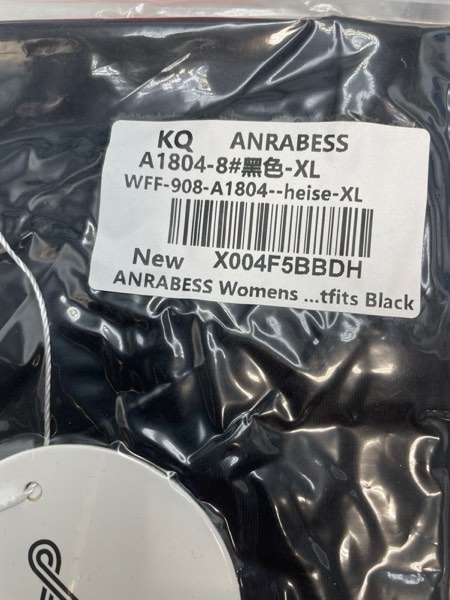 KQ ANRABESS
A1804-8#黑色-XL
WFF-908-A1804--heise-XL
New X004F5BBDH
ANRABESS Womens ...tfits Black